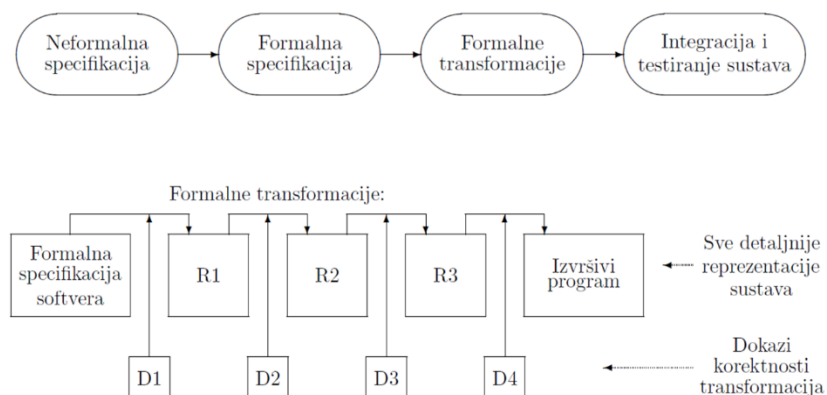 Neformalna
specifikacija
Formalna
specifikacija
Formalne
transformacije
Integracija i
testiranje sustava
Formalne transformacije:
Formalna
specifikacija
softvera
R1
R2
R3
Izvršivi
program
Sve detaljnije
reprezentacije
sustava
D1
D2
D3
D4
Dokazi
korektnosti
transformacija